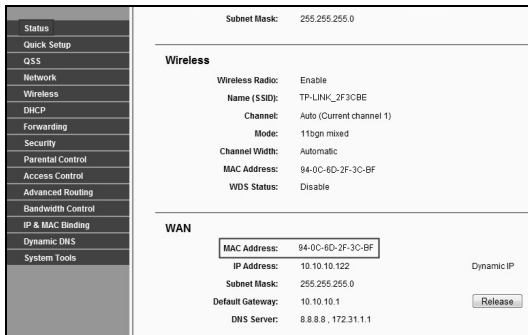 Status
Quick Setup
QSS
Network
Wireless
DHCP
Forwarding
Security
Parental Control
Access Control
Advanced Routing
Bandwidth Control
IP & MAC Binding
Dynamic DNS
System Tools
Subnet Mask: 255.255.255.0
Wireless
Wireless Radio: Enable
Name (SSID): TP-LINK_2F3CBE
Channel: Auto (Current channel 1)
Mode: 11bgn mixed
Channel Width: Automatic
MAC Address: 94-0C-6D-2F-3C-BF
WDS Status: Disable
WAN
MAC Address: 94-0C-6D-2F-3C-BF
IP Address: 10.10.10.122 Dynamic IP
Subnet Mask: 255.255.255.0
Default Gateway: 10.10.10.1 Release
DNS Server: 8.8.8.8 , 172.31.1.1